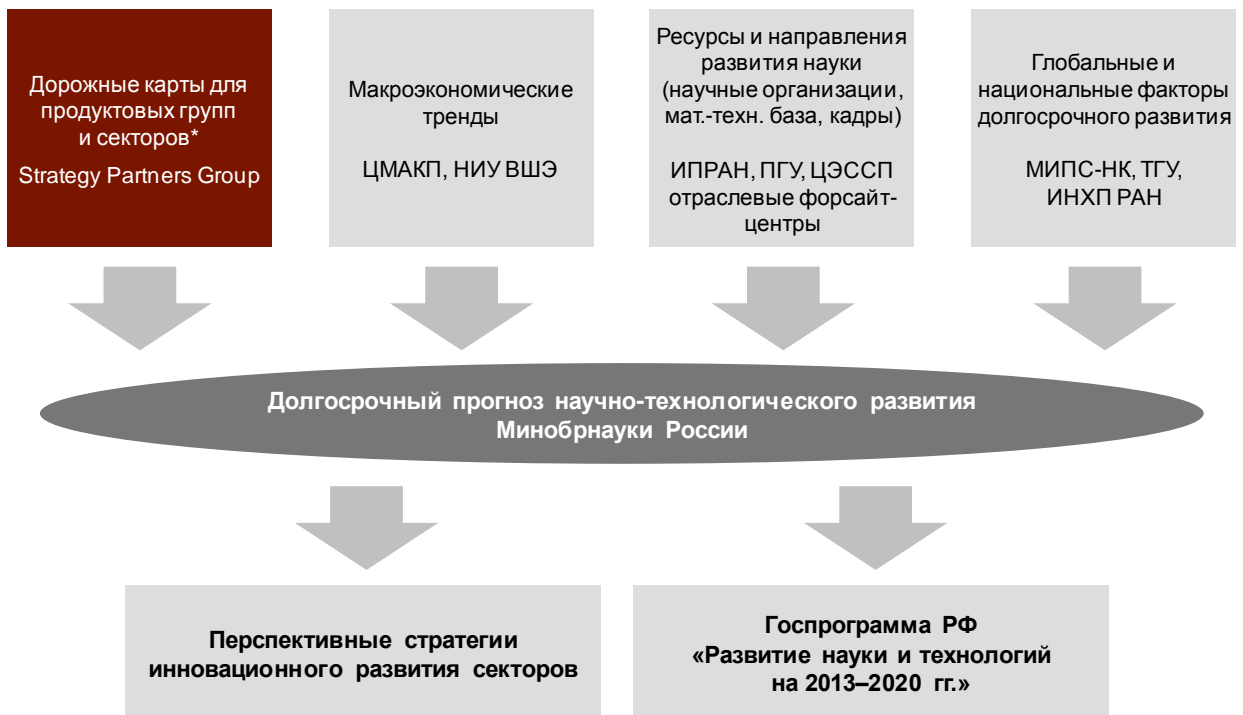 Дорожные карты для
продуктовых групп
и секторов*
Strategy Partners Group
Макроэкономические
тренды
ЦМАКП, НИУ ВШЭ
Ресурсы и направления
развития науки
(научные организации,
мат.-техн. база, кадры)
ИПРАН, ПГУ, ЦЭССП
отраслевые форсайт-
центры
Глобальные и
национальные факторы
долгосрочного развития
МИПС-НК, ТГУ,
ИНХП РАН
Долгосрочный прогноз научно-технологического развития
Минобрнауки России
Перспективные стратегии
инновационного развития секторов
Госпрограмма РФ
«Развитие науки и технологий
на 2013–2020 гг.»